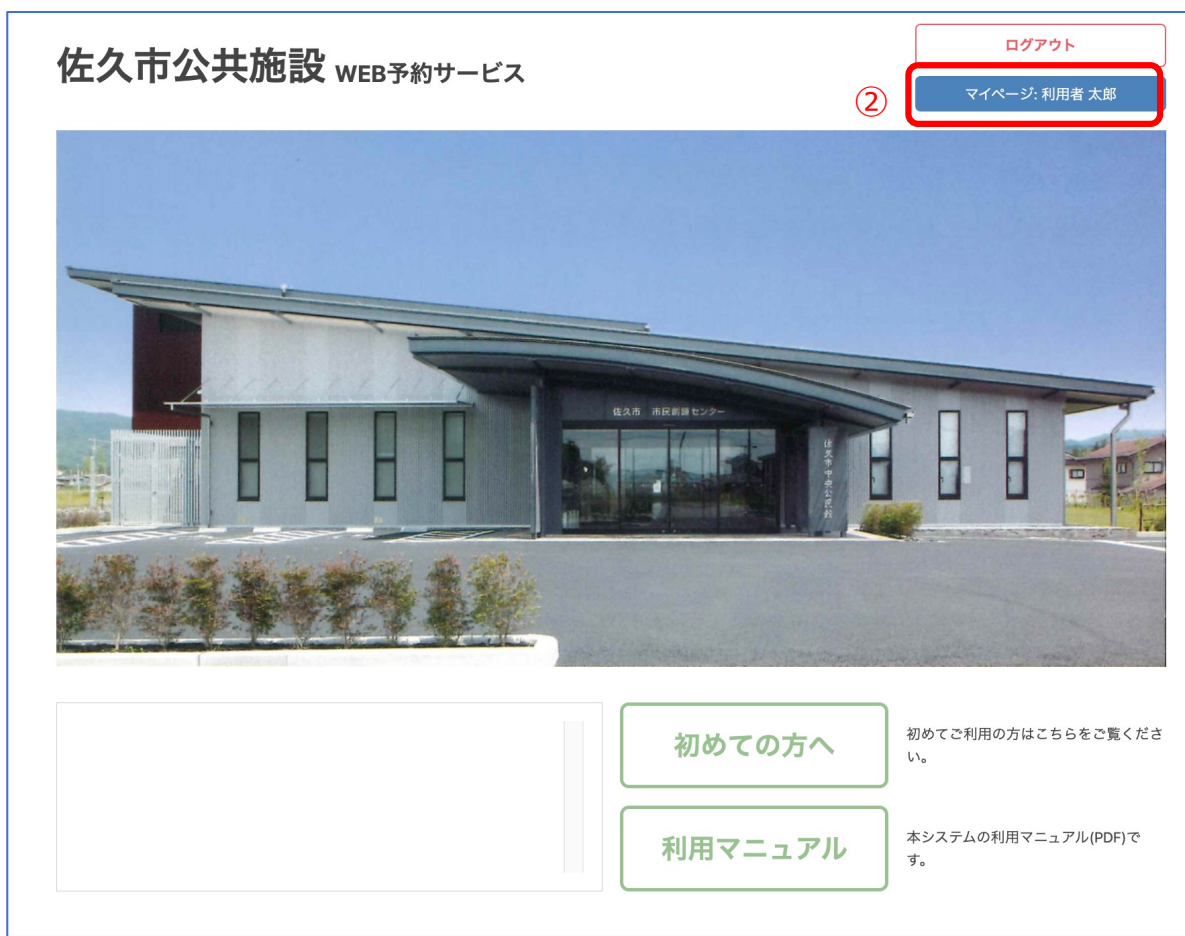 佐久市公共施設 WEB予約サービス
ログアウト
②
マイページ: 利用者 太郎
佐久市 市民創錬センター
佐久市中央公民館
初めての方へ
初めてご利用の方はこちらをご覧くださ
い。
利用マニュアル
本システムの利用マニュアル(PDF)で
す。